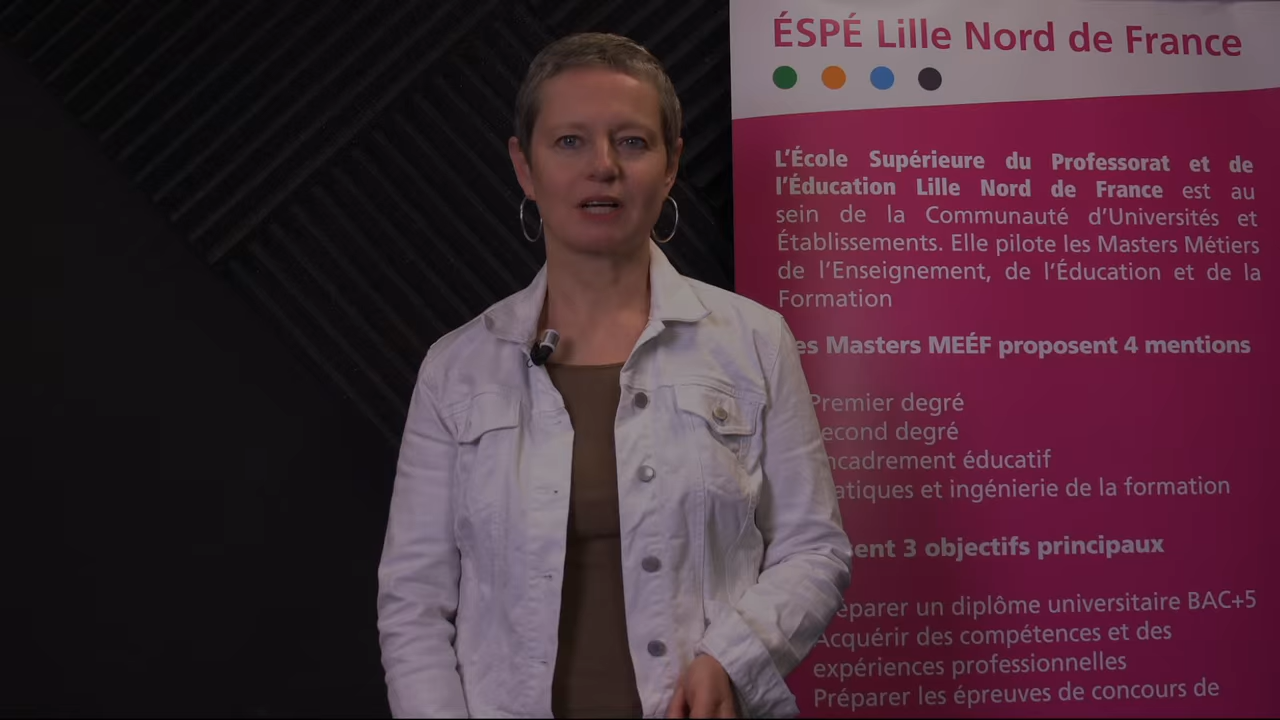 ÉSPÉ Lille Nord de France
L'École Supérieure du Professorat et de
l'Éducation Lille Nord de France est au
sein de la Communauté d'Universités et
Établissements. Elle pilote les Masters Métiers
de l'Enseignement, de l'Éducation et de la
Formation
es Masters MEÉF proposent 4 mentions
Premier degré
econd degré
ncadrement éducatif
atiques et ingénierie de la formation
ent 3 objectifs principaux
éparer un diplôme universitaire BAC+5
Acquérir des compétences et des
expériences professionnelles
Préparer les épreuves de concours de